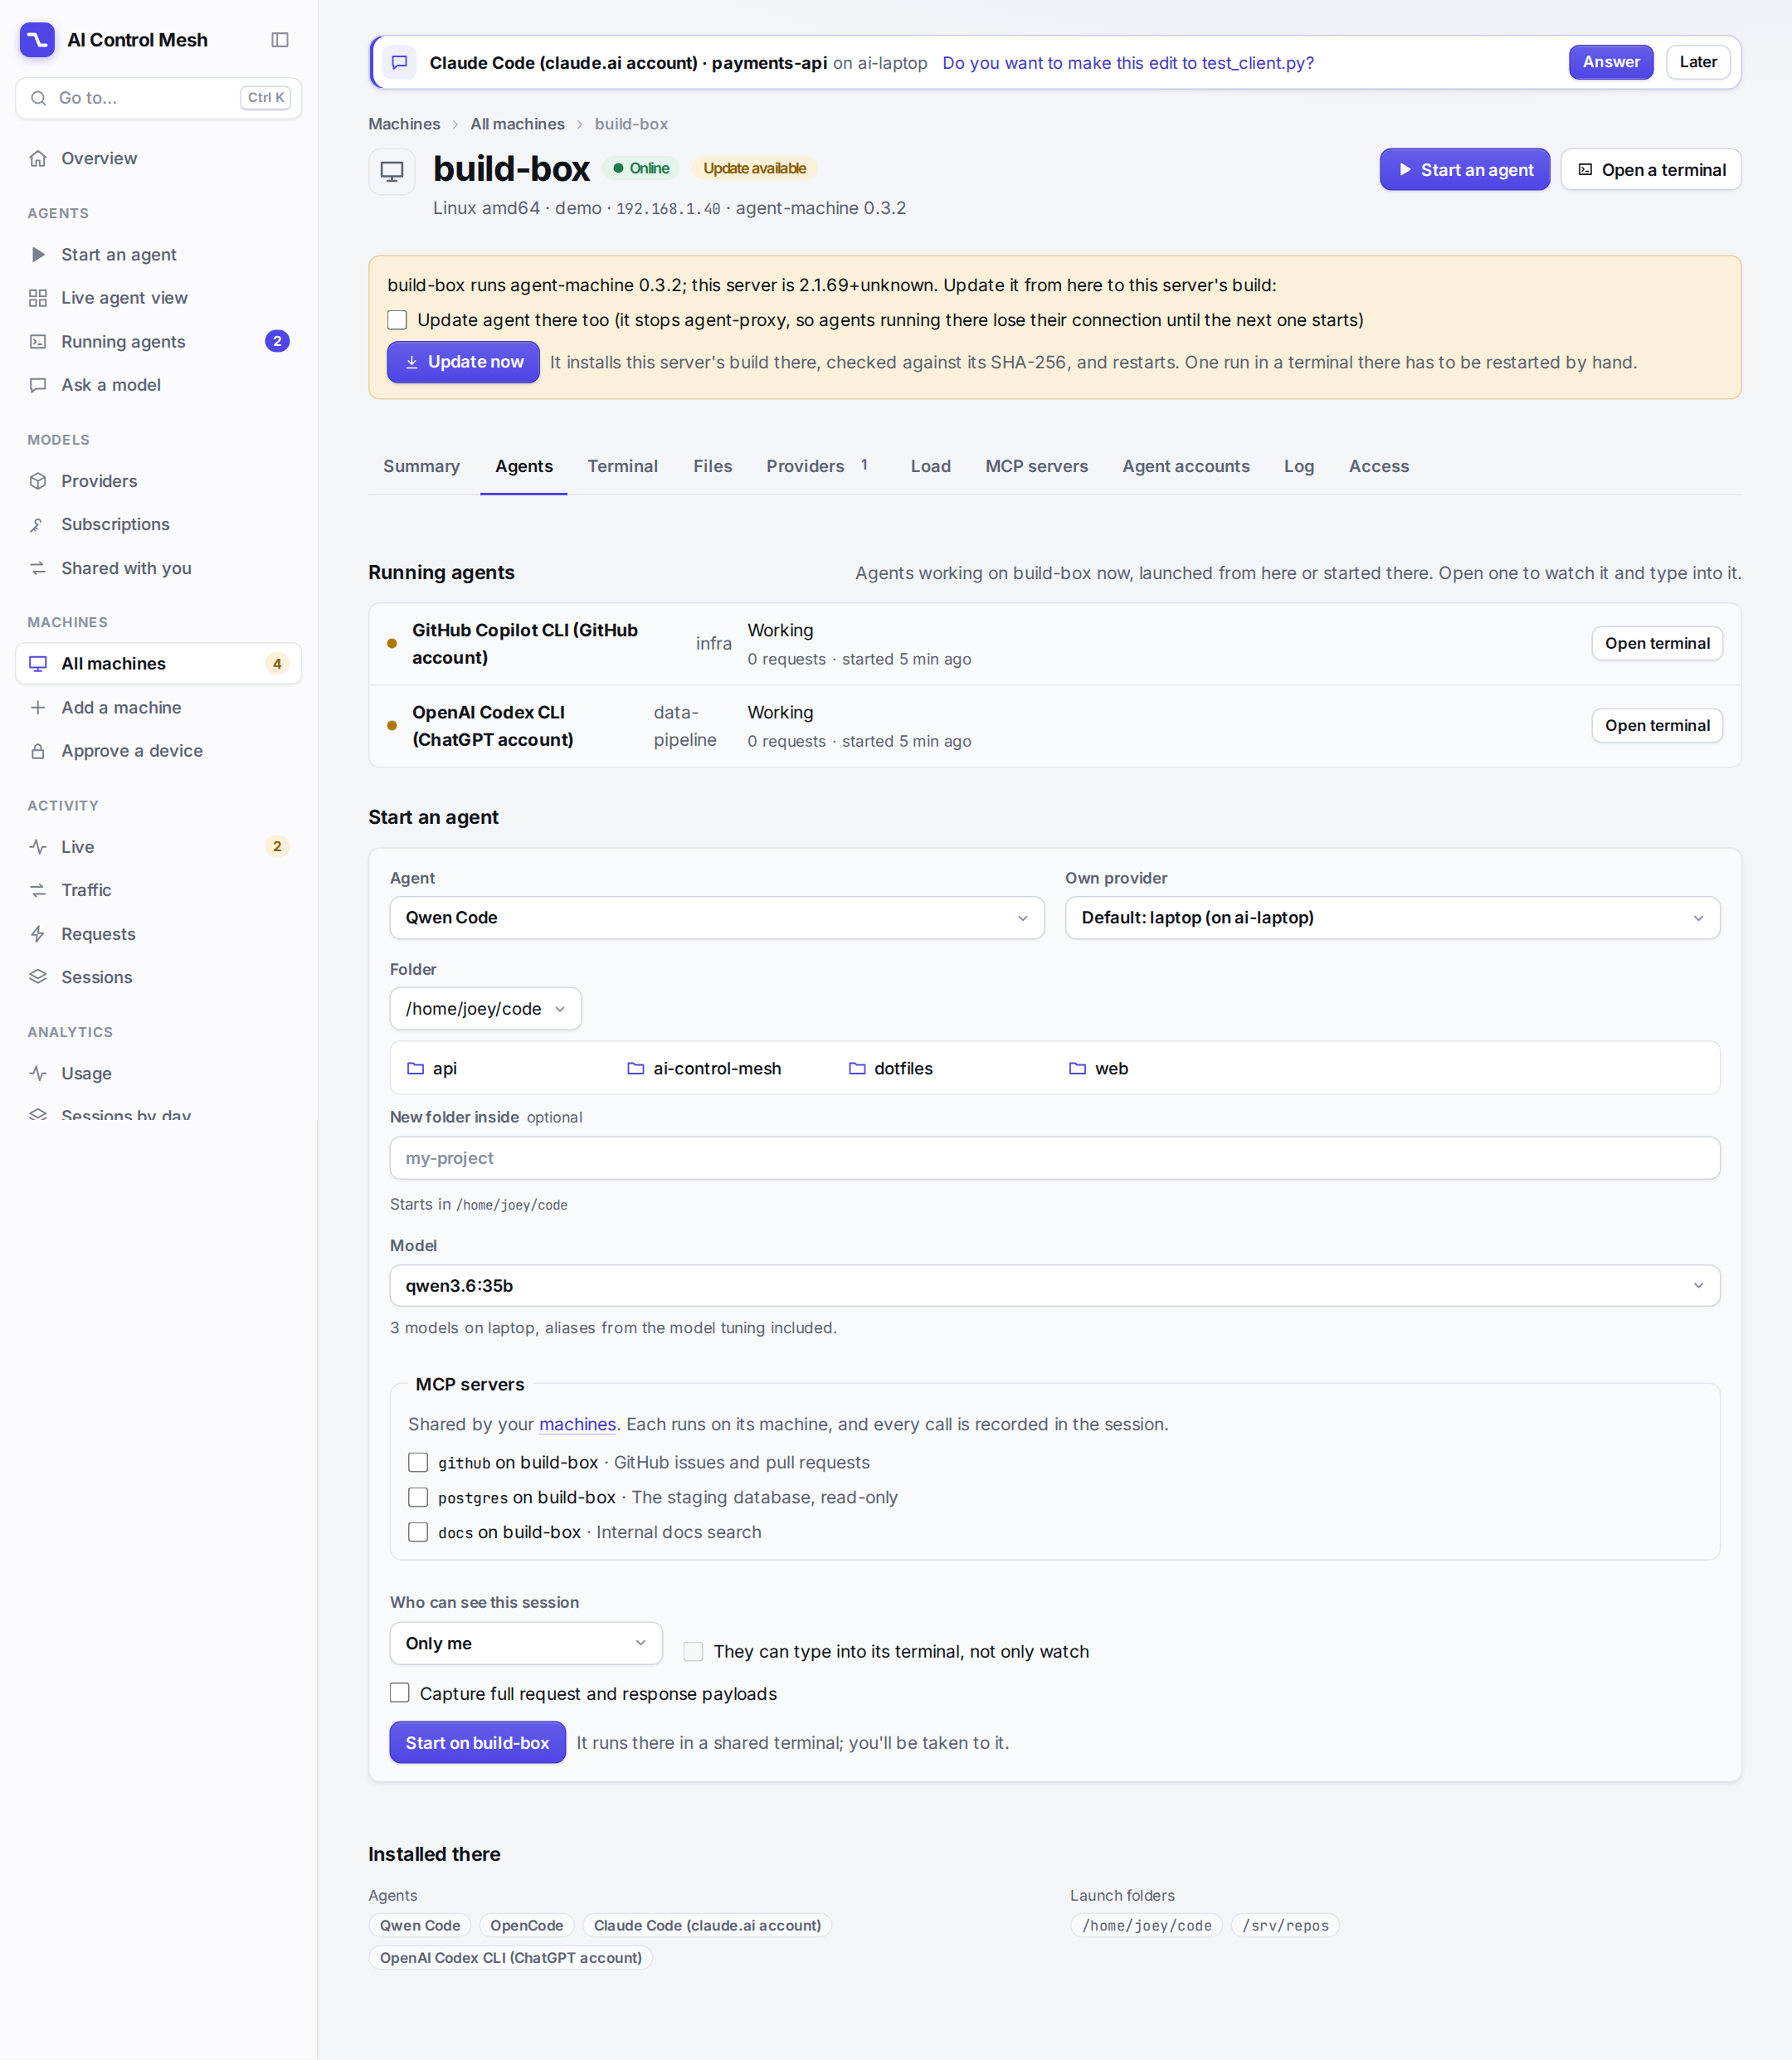 AI Control Mesh
Go to...
Ctrl K
Overview
AGENTS
Start an agent
Live agent view
Running agents 2
Ask a model
MODELS
Providers
Subscriptions
Shared with you
MACHINES
All machines 4
Add a machine
Approve a device
ACTIVITY
Live 2
Traffic
Requests
Sessions
ANALYTICS
Usage
Sessions by day
Claude Code (claude.ai account) · payments-api on ai-laptop Do you want to make this edit to test_client.py? Answer Later
Machines All machines build-box
build-box Online Update available
Start an agent Open a terminal
Linux amd64 · demo · 192.168.1.40 · agent-machine 0.3.2
build-box runs agent-machine 0.3.2; this server is 2.1.69+unknown. Update it from here to this server's build:
Update agent there too (it stops agent-proxy, so agents running there lose their connection until the next one starts)
Update now It installs this server's build there, checked against its SHA-256, and restarts. One run in a terminal there has to be restarted by hand.
Summary Agents Terminal Files Providers 1 Load MCP servers Agent accounts Log Access
Running agents Agents working on build-box now, launched from here or started there. Open one to watch it and type into it.
GitHub Copilot CLI (GitHub
account)
infra
Working
0 requests · started 5 min ago
Open terminal
OpenAI Codex CLI
(ChatGPT account)
data-
pipeline
Working
0 requests · started 5 min ago
Open terminal
Start an agent
Agent
Qwen Code
Own provider
Default: laptop (on ai-laptop)
Folder
/home/joey/code
api ai-control-mesh dotfiles web
New folder inside optional
my-project
Starts in /home/joey/code
Model
qwen3.6:35b
3 models on laptop, aliases from the model tuning included.
MCP servers
Shared by your machines. Each runs on its machine, and every call is recorded in the session.
github on build-box · GitHub issues and pull requests
postgres on build-box · The staging database, read-only
docs on build-box · Internal docs search
Who can see this session
Only me
They can type into its terminal, not only watch
Capture full request and response payloads
Start on build-box It runs there in a shared terminal; you'll be taken to it.
Installed there
Agents
Qwen Code OpenCode Claude Code (claude.ai account)
OpenAI Codex CLI (ChatGPT account)
Launch folders
/home/joey/code /srv/repos